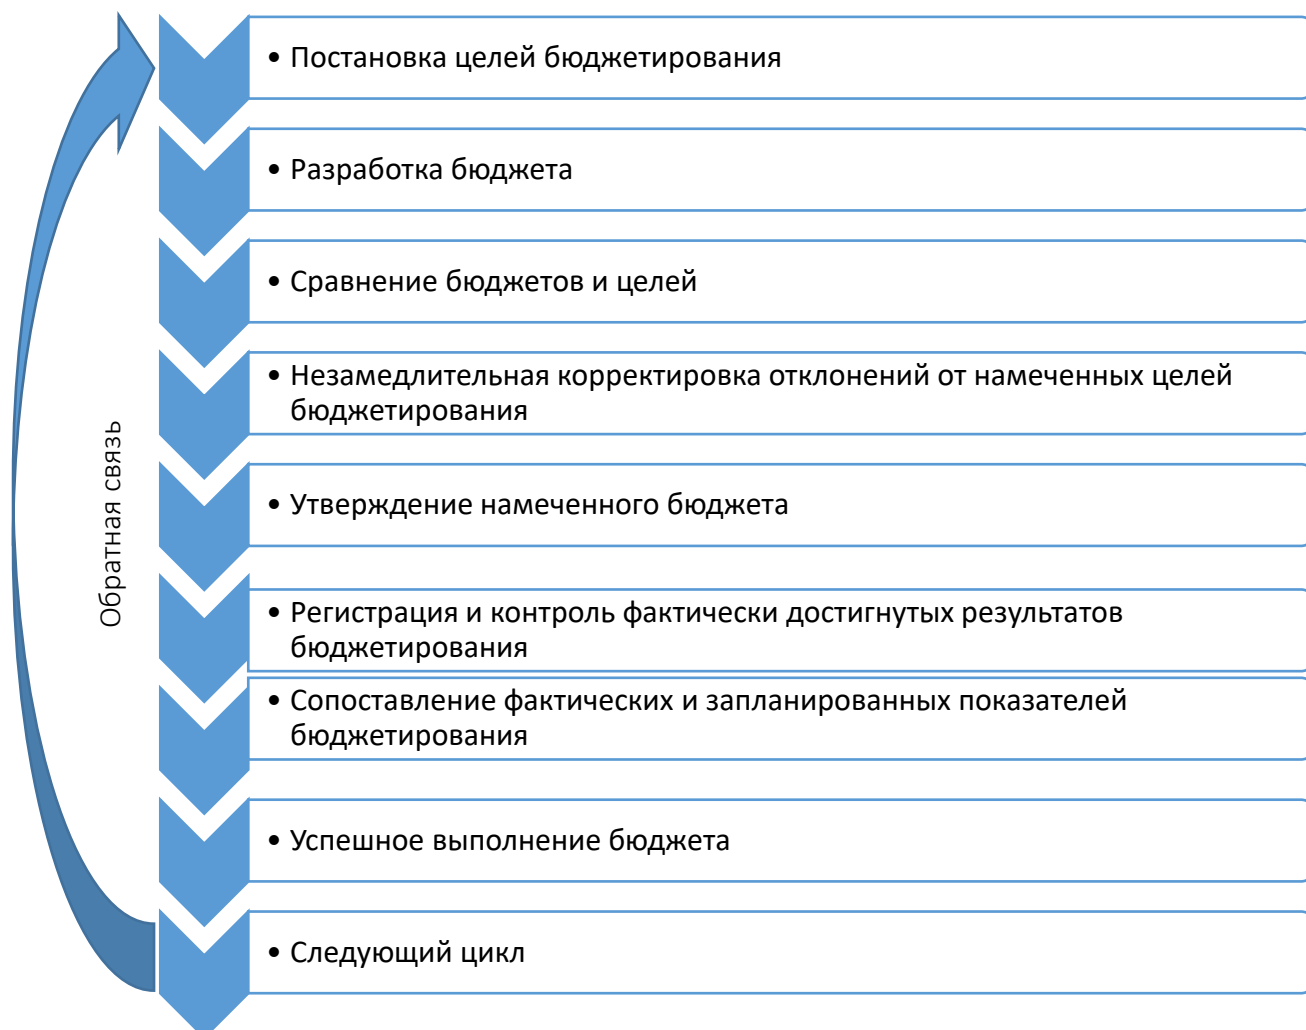 • Постановка целей бюджетирования
• Разработка бюджета
• Сравнение бюджетов и целей
• Незамедлительная корректировка отклонений от намеченных целей
бюджетирования
• Утверждение намеченного бюджета
• Регистрация и контроль фактически достигнутых результатов
бюджетирования
• Сопоставление фактических и запланированных показателей
бюджетирования
• Успешное выполнение бюджета
• Следующий цикл
Обратная связь